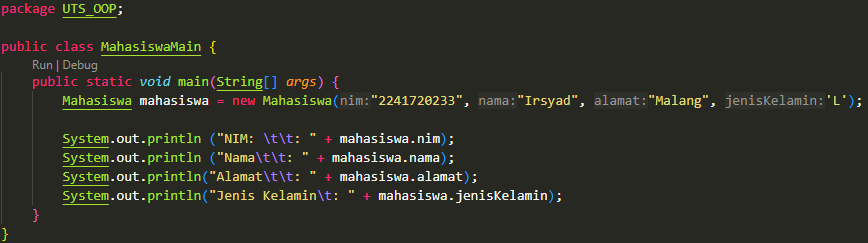 package UTS_OOP;
public class MahasiswaMain {
Run | Debug
public static void main(String[] args) {
Mahasiswa mahasiswa = new Mahasiswa(nim:"2241720233", nama:"Irsyad", alamat:"Malang", jenisKelamin:'L');
System.out.println ("NIM: \t\t: " + mahasiswa.nim);
System.out.println ("Nama\t\t: " + mahasiswa.nama);
System.out.println("Alamat\t\t: " + mahasiswa.alamat);
System.out.println("Jenis Kelamin\t: " + mahasiswa.jenisKelamin);
}
}